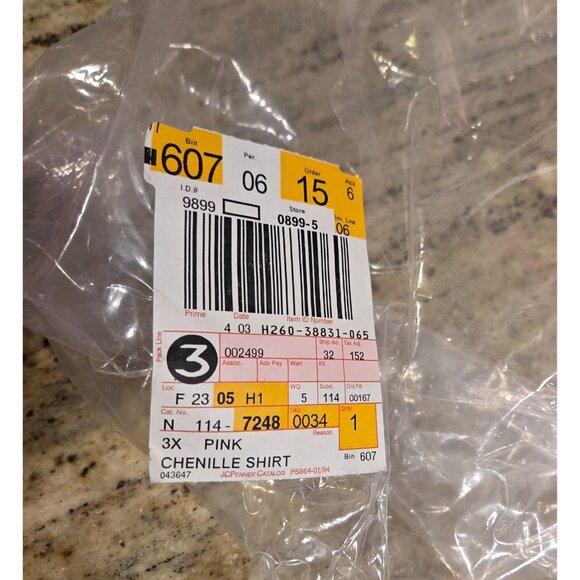 Bin Per. Order Atck
607 06 15 6
I.D.# Store Inv. Line
9899 0899-5 06
Prime Date Item ID Number
4 03 H260-38831-065
Pack Line Ship Ad. Tax Adj.
3 002499 32 152
Assoc. Adv Pay Warr Kit
Loc WQ Subd. Ord Fill
F 23 05 H1 5 114 00167
Cat. No. Sku Qnty
N 114- 7248 0034 1
Reason
3X PINK Bin 607
CHENILLE SHIRT
043647 JCPENNEY CATALOG P5864-01/94